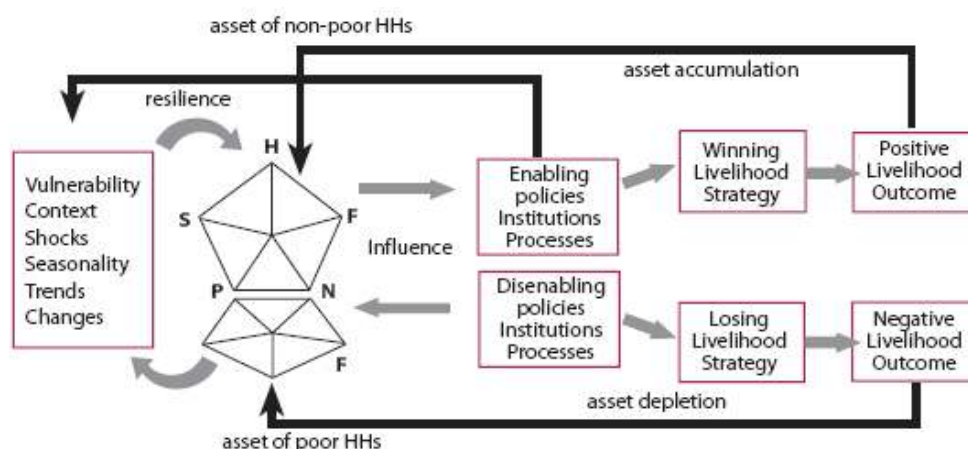 asset of non-poor HHs
asset accumulation
resilience
H
S
F
P
N
F
Vulnerability
Context
Shocks
Seasonality
Trends
Changes
Influence
Enabling
policies
Institutions
Processes
Winning
Livelihood
Strategy
Positive
Livelihood
Outcome
Disenabling
policies
Institutions
Processes
Losing
Livelihood
Strategy
Negative
Livelihood
Outcome
asset depletion
asset of poor HHs